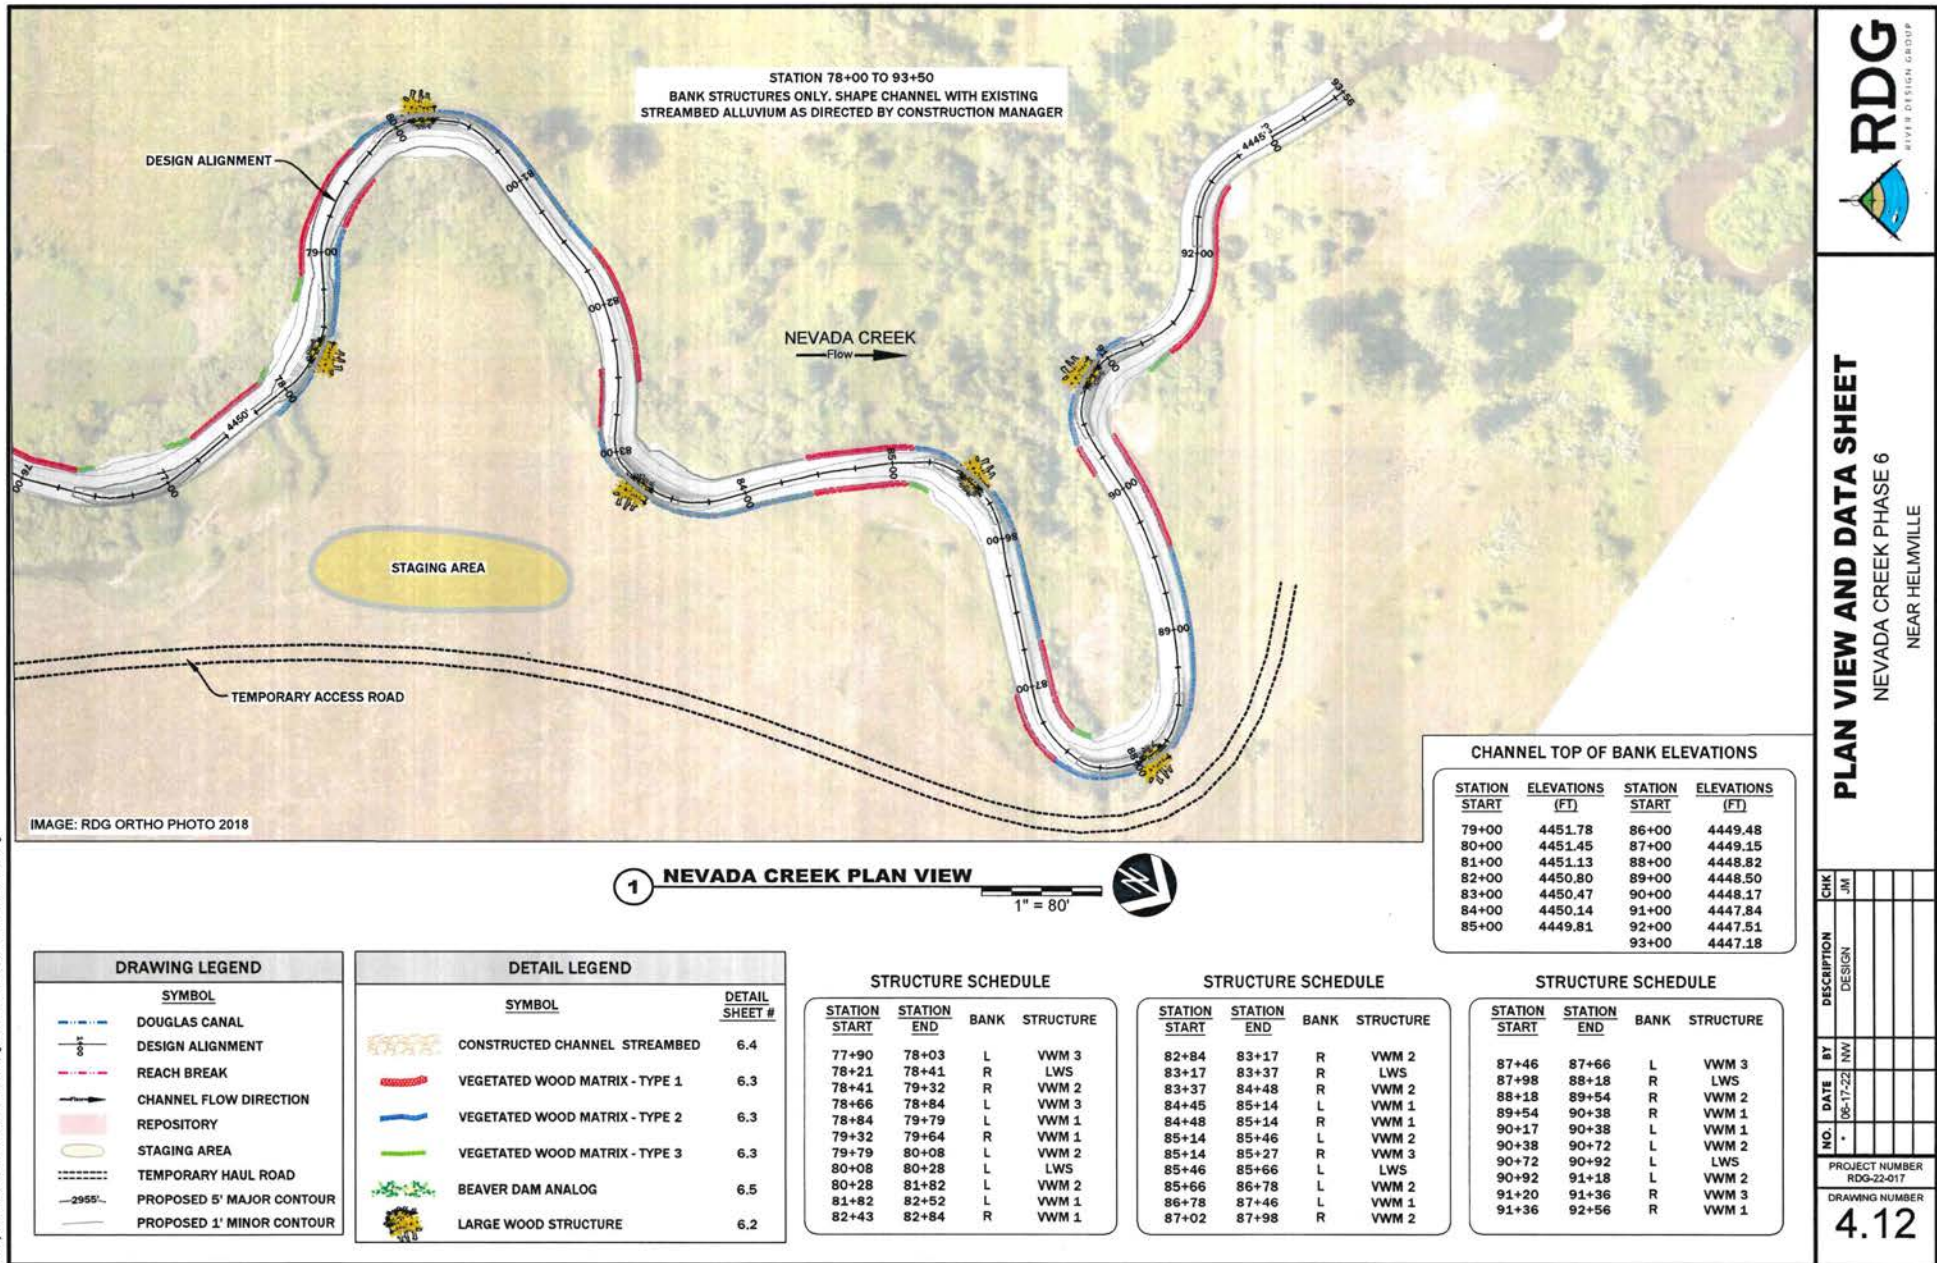 STATION 78+00 TO 93+50
BANK STRUCTURES ONLY. SHAPE CHANNEL WITH EXISTING
STREAMBED ALLUVIUM AS DIRECTED BY CONSTRUCTION MANAGER
DESIGN ALIGNMENT
NEVADA CREEK
Flow
STAGING AREA
TEMPORARY ACCESS ROAD
IMAGE: RDG ORTHO PHOTO 2018
76+00
77+00
4450'
78+00
79+00
80+00
81+00
82+00
83+00
84+00
85+00
86+00
87+00
88+00
89+00
90+00
91+00
92+00
4445'
93+56
1 NEVADA CREEK PLAN VIEW
1" = 80'
CHANNEL TOP OF BANK ELEVATIONS
STATION START ELEVATIONS (FT) STATION START ELEVATIONS (FT)
79+00 4451.78 86+00 4449.48
80+00 4451.45 87+00 4449.15
81+00 4451.13 88+00 4448.82
82+00 4450.80 89+00 4448.50
83+00 4450.47 90+00 4448.17
84+00 4450.14 91+00 4447.84
85+00 4449.81 92+00 4447.51
93+00 4447.18
DRAWING LEGEND
SYMBOL
DOUGLAS CANAL
1+00 DESIGN ALIGNMENT
REACH BREAK
Flow CHANNEL FLOW DIRECTION
REPOSITORY
STAGING AREA
TEMPORARY HAUL ROAD
2955' PROPOSED 5' MAJOR CONTOUR
PROPOSED 1' MINOR CONTOUR
DETAIL LEGEND
SYMBOL DETAIL SHEET #
CONSTRUCTED CHANNEL STREAMBED 6.4
VEGETATED WOOD MATRIX - TYPE 1 6.3
VEGETATED WOOD MATRIX - TYPE 2 6.3
VEGETATED WOOD MATRIX - TYPE 3 6.3
BEAVER DAM ANALOG 6.5
LARGE WOOD STRUCTURE 6.2
STRUCTURE SCHEDULE
STATION START STATION END BANK STRUCTURE
77+90 78+03 L VWM 3
78+21 78+41 R LWS
78+41 79+32 R VWM 2
78+66 78+84 L VWM 3
78+84 79+79 L VWM 1
79+32 79+64 R VWM 1
79+79 80+08 L VWM 2
80+08 80+28 L LWS
80+28 81+82 L VWM 2
81+82 82+52 L VWM 1
82+43 82+84 R VWM 1
STRUCTURE SCHEDULE
STATION START STATION END BANK STRUCTURE
82+84 83+17 R VWM 2
83+17 83+37 R LWS
83+37 84+48 R VWM 2
84+45 85+14 L VWM 1
84+48 85+14 R VWM 1
85+14 85+46 L VWM 2
85+14 85+27 R VWM 3
85+46 85+66 L LWS
85+66 86+78 L VWM 2
86+78 87+46 L VWM 1
87+02 87+98 R VWM 2
STRUCTURE SCHEDULE
STATION START STATION END BANK STRUCTURE
87+46 87+66 L VWM 3
87+98 88+18 R LWS
88+18 89+54 R VWM 2
89+54 90+38 R VWM 1
90+17 90+38 L VWM 1
90+38 90+72 L VWM 2
90+72 90+92 L LWS
90+92 91+18 L VWM 2
91+20 91+36 R VWM 3
91+36 92+56 R VWM 1
RDG
RIVER DESIGN GROUP
PLAN VIEW AND DATA SHEET
NEVADA CREEK PHASE 6
NEAR HELMVILLE
NO. DATE BY DESCRIPTION CHK
* 06-17-22 NW DESIGN JM
PROJECT NUMBER
RDG-22-017
DRAWING NUMBER
4.12